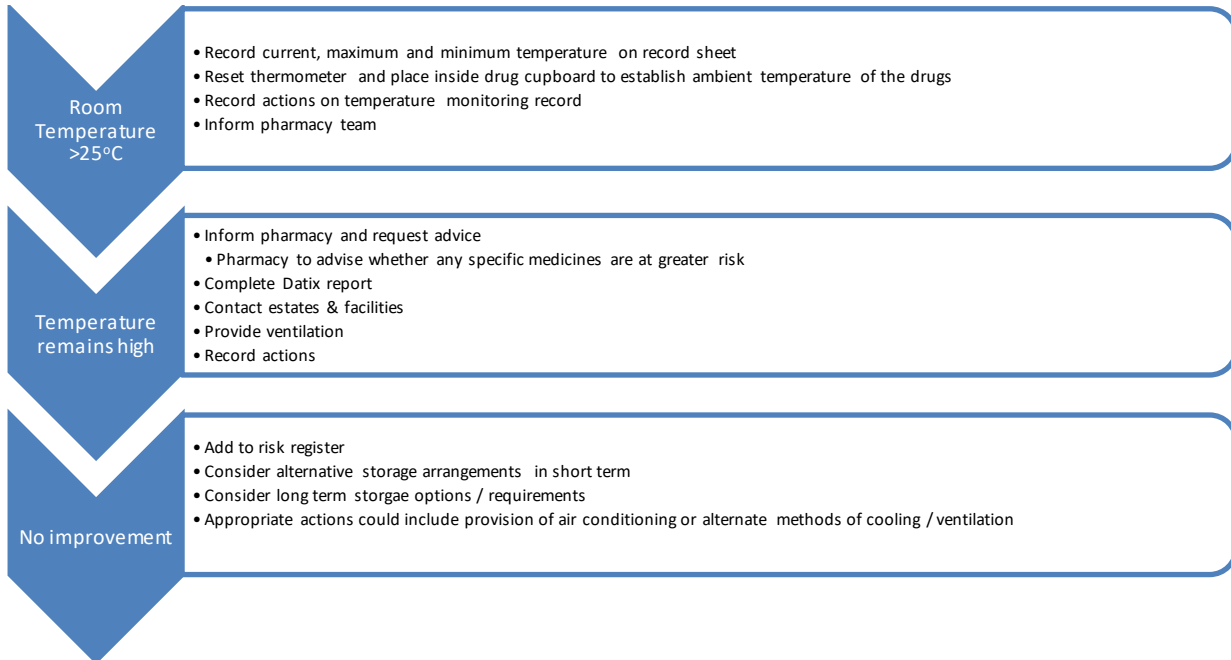 Room
Temperature
>25°C
• Record current, maximum and minimum temperature on record sheet
• Reset thermometer and place inside drug cupboard to establish ambient temperature of the drugs
• Record actions on temperature monitoring record
• Inform pharmacy team
Temperature
remains high
• Inform pharmacy and request advice
• Pharmacy to advise whether any specific medicines are at greater risk
• Complete Datix report
• Contact estates & facilities
• Provide ventilation
• Record actions
No improvement
• Add to risk register
• Consider alternative storage arrangements in short term
• Consider long term storgae options / requirements
• Appropriate actions could include provision of air conditioning or alternate methods of cooling / ventilation